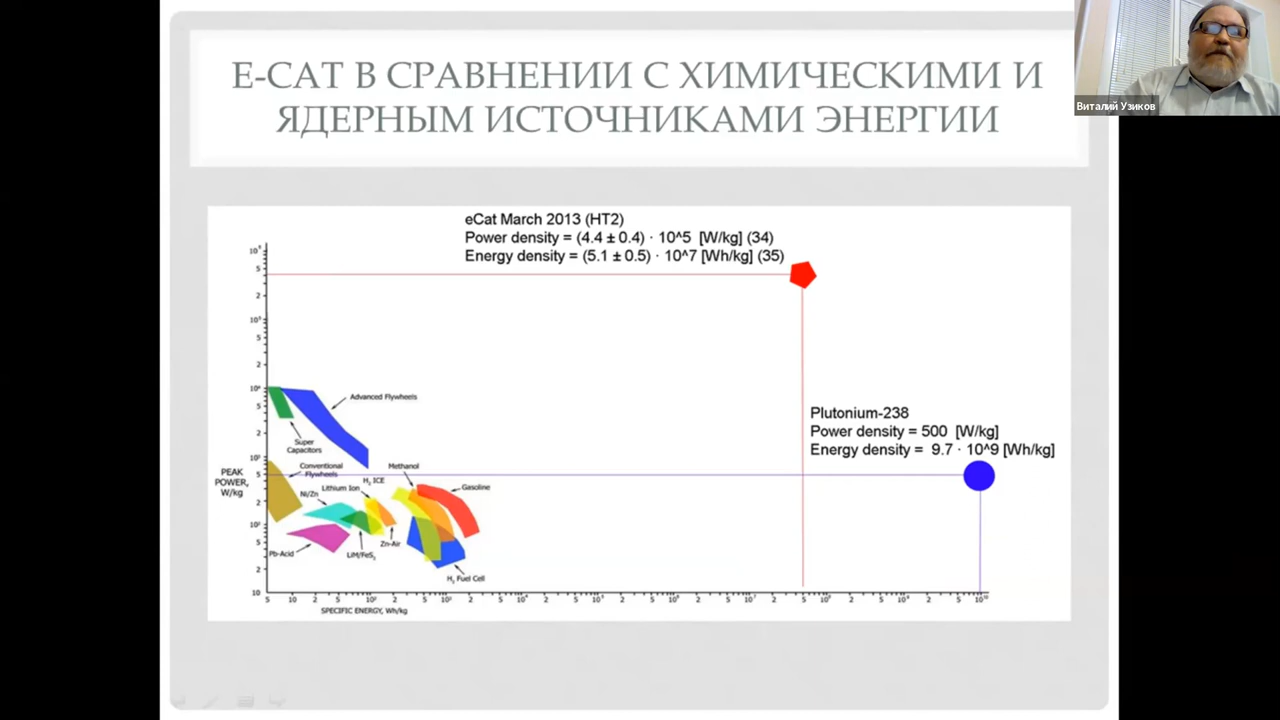 E-CAT В СРАВНЕНИИ С ХИМИЧЕСКИМИ И
ЯДЕРНЫМ ИСТОЧНИКАМИ ЭНЕРГИИ
Виталий Узиков
eCat March 2013 (HT2)
Power density = (4.4 ± 0.4) · 10^5 [W/kg] (34)
Energy density = (5.1 ± 0.5) · 10^7 [Wh/kg] (35)
Advanced Flywheels
Super
Capacitors
Plutonium-238
Power density = 500 [W/kg]
Energy density = 9.7 · 10^9 [Wh/kg]
PEAK
POWER,
W/kg
Conventional
Flywheels
Methanol
H₂ ICE
Lithium Ion
Gasoline
Ni/Zn
Zn-Air
Pb-Acid
LiM/FeS₂
H₂ Fuel Cell
SPECIFIC ENERGY, Wh/kg